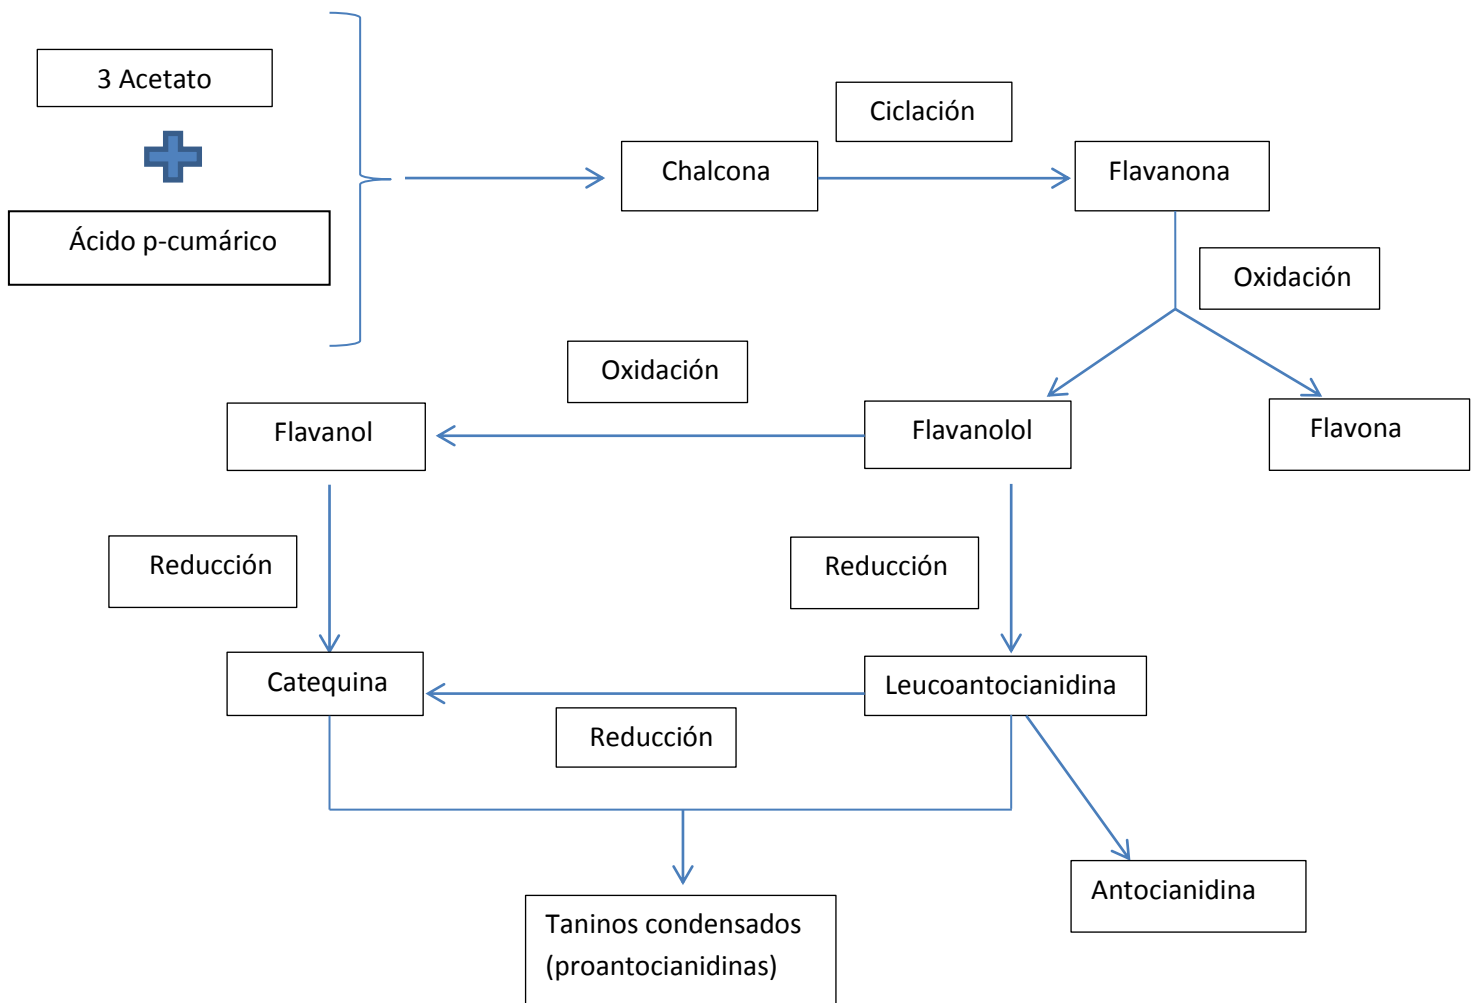 3 Acetato
Ácido p-cumárico
Chalcona
Ciclación
Flavanona
Oxidación
Oxidación
Flavanol
Flavanolol
Flavona
Reducción
Reducción
Catequina
Leucoantocianidina
Reducción
Antocianidina
Taninos condensados
(proantocianidinas)